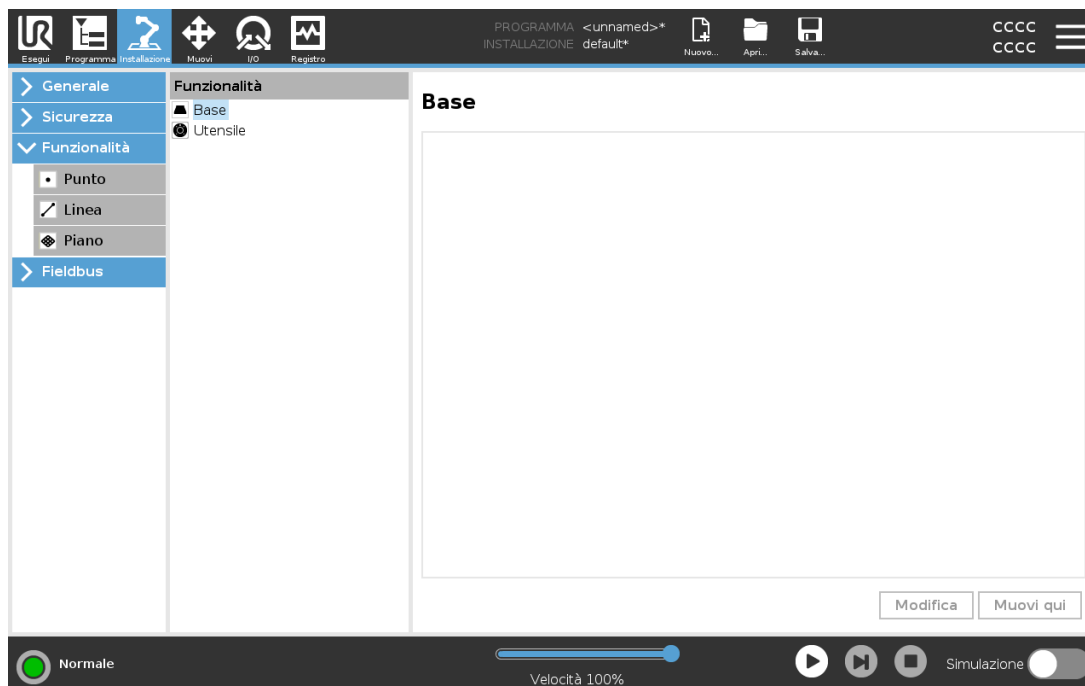 PROGRAMMA <unnamed>*
INSTALLAZIONE default*
CCCC
CCCC
Esegui Programma Installazione Muovi I/O Registro
Nuovo... Apri... Salva...
Generale
Sicurezza
Funzionalità
Punto
Linea
Piano
Fieldbus
Funzionalità
Base
Utensile
Base
Modifica
Muovi qui
Normale
Velocità 100%
Simulazione